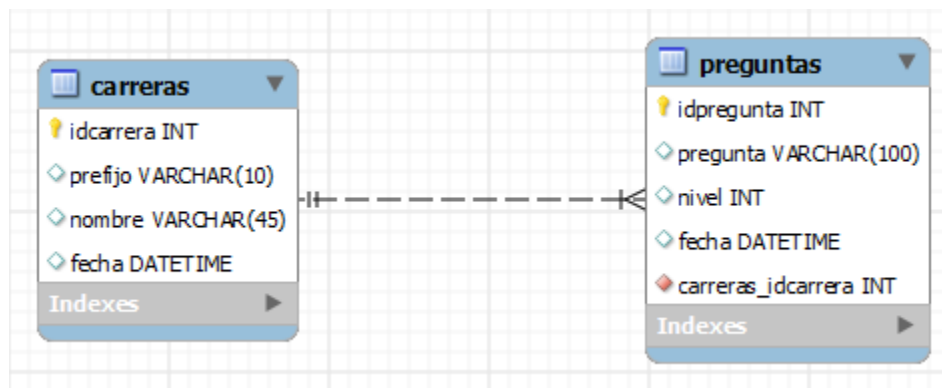 carreras
idcarrera INT
prefijo VARCHAR(10)
nombre VARCHAR(45)
fecha DATETIME
Indexes
preguntas
idpregunta INT
pregunta VARCHAR(100)
nivel INT
fecha DATETIME
carreras_idcarrera INT
Indexes